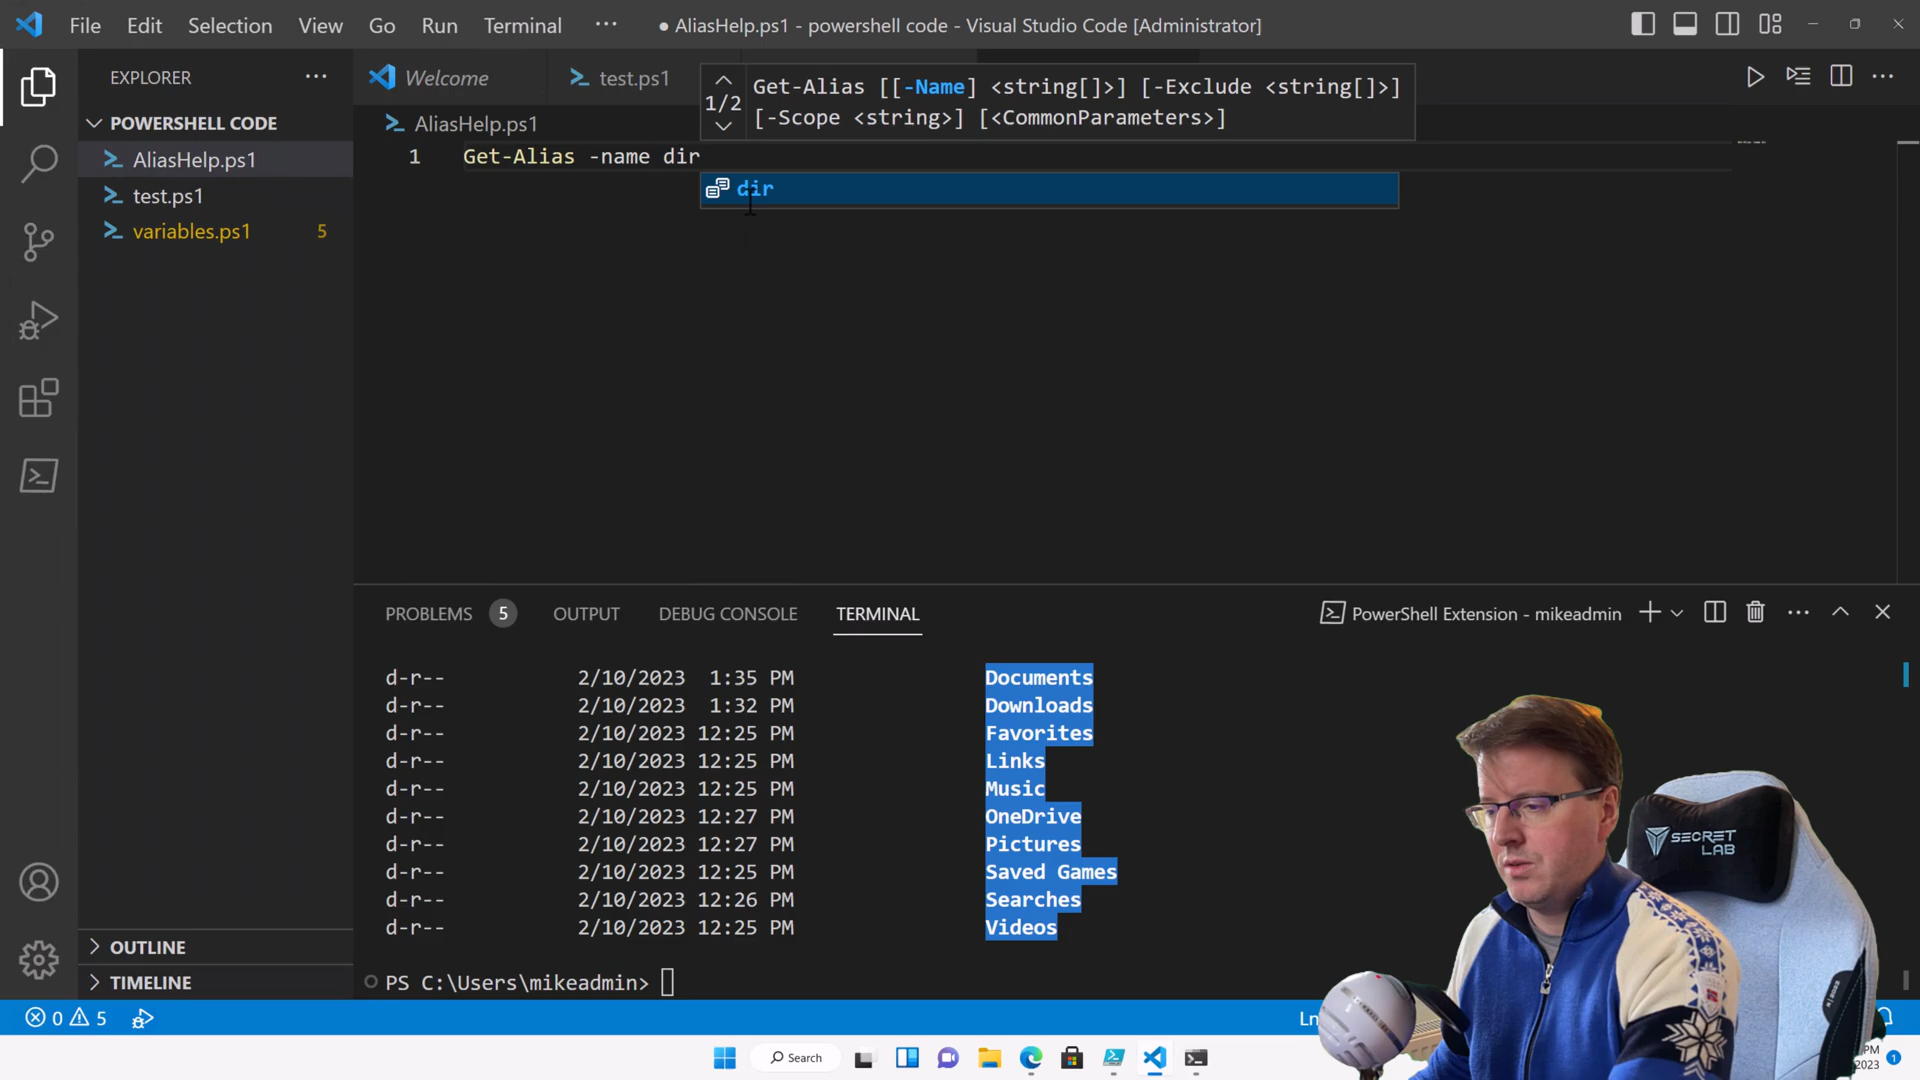 File Edit Selection View Go Run Terminal ··· ● AliasHelp.ps1 - powershell code - Visual Studio Code [Administrator]
EXPLORER ···
Welcome test.ps1
POWERSHELL CODE
AliasHelp.ps1
test.ps1
variables.ps1 5
AliasHelp.ps1
1/2 Get-Alias [[-Name] <string[]>] [-Exclude <string[]>]
[-Scope <string>] [<CommonParameters>]
1 Get-Alias -name dir
dir
PROBLEMS 5 OUTPUT DEBUG CONSOLE TERMINAL PowerShell Extension - mikeadmin
d-r-- 2/10/2023 1:35 PM Documents
d-r-- 2/10/2023 1:32 PM Downloads
d-r-- 2/10/2023 12:25 PM Favorites
d-r-- 2/10/2023 12:25 PM Links
d-r-- 2/10/2023 12:25 PM Music
d-r-- 2/10/2023 12:27 PM OneDrive
d-r-- 2/10/2023 12:27 PM Pictures
d-r-- 2/10/2023 12:25 PM Saved Games
d-r-- 2/10/2023 12:26 PM Searches
d-r-- 2/10/2023 12:25 PM Videos
PS C:\Users\mikeadmin>
OUTLINE
TIMELINE
0 5
Ln
Search
PM
2023
1
SECRET
LAB